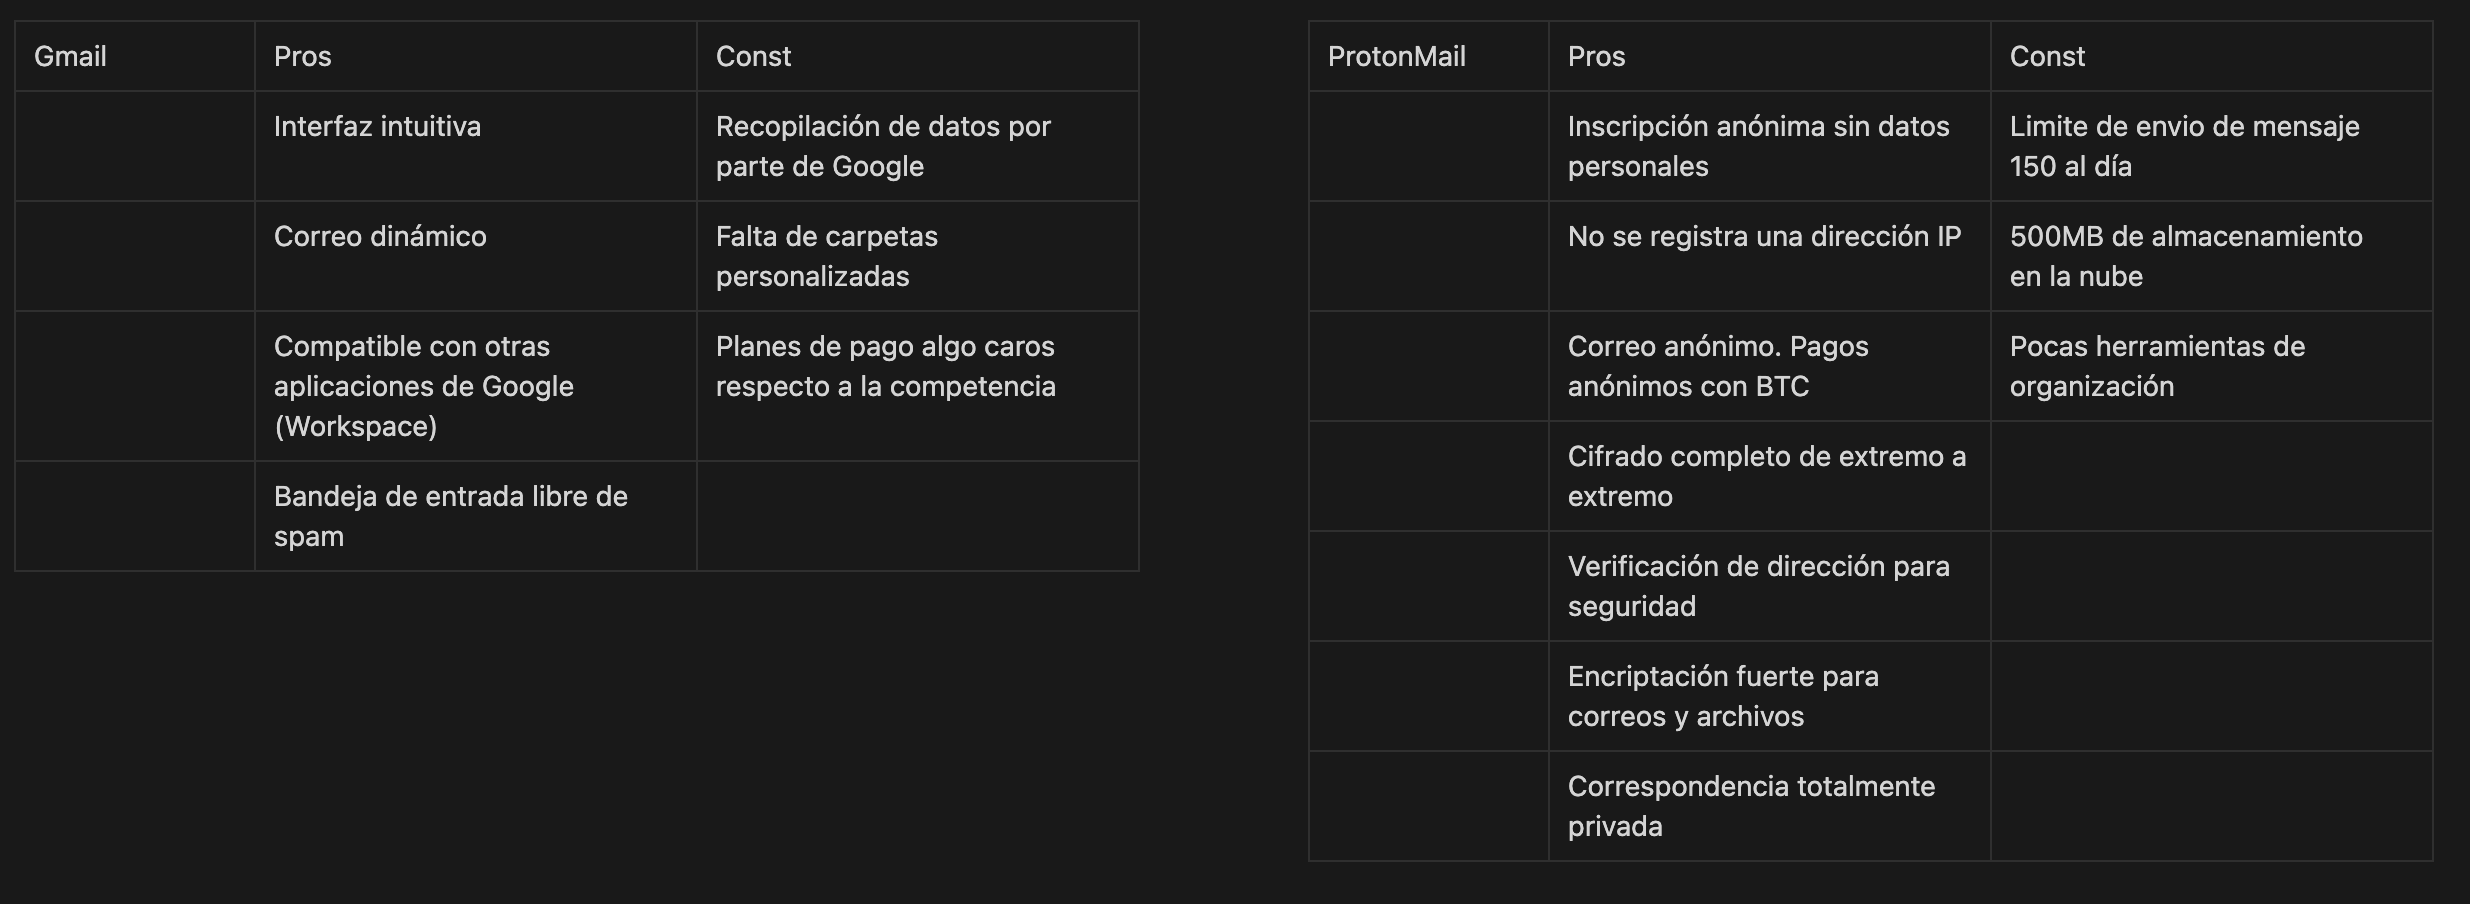 Gmail
Pros
Const
Interfaz intuitiva
Recopilación de datos por
parte de Google
Correo dinámico
Falta de carpetas
personalizadas
Compatible con otras
aplicaciones de Google
(Workspace)
Planes de pago algo caros
respecto a la competencia
Bandeja de entrada libre de
spam
ProtonMail
Pros
Const
Inscripción anónima sin datos
personales
Limite de envio de mensaje
150 al día
No se registra una dirección IP
500MB de almacenamiento
en la nube
Correo anónimo. Pagos
anónimos con BTC
Pocas herramientas de
organización
Cifrado completo de extremo a
extremo
Verificación de dirección para
seguridad
Encriptación fuerte para
correos y archivos
Correspondencia totalmente
privada